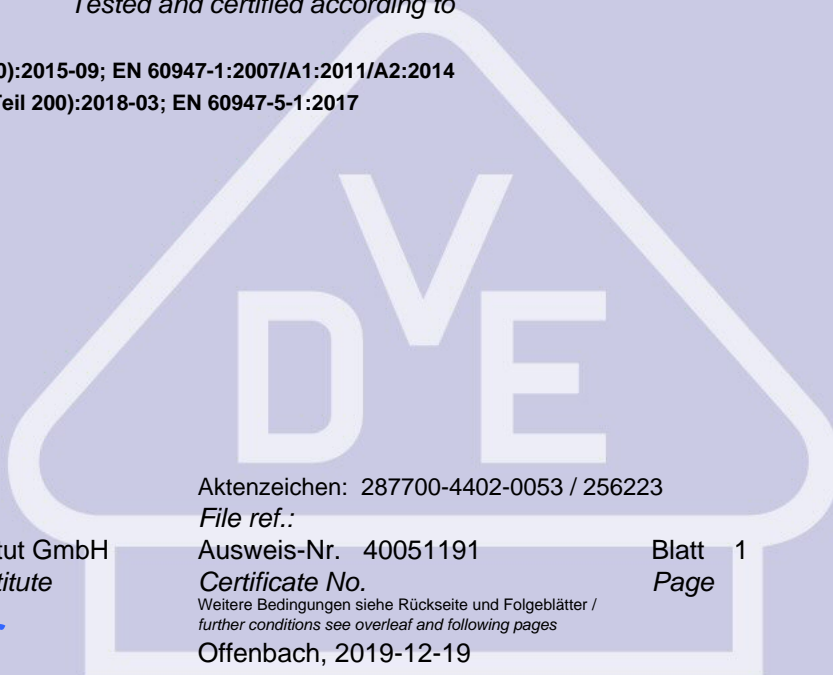 Tested and certified according to
0):2015-09; EN 60947-1:2007/A1:2011/A2:2014
Teil 200):2018-03; EN 60947-5-1:2017
VDE
Aktenzeichen: 287700-4402-0053 / 256223
File ref.:
tut GmbH
Ausweis-Nr. 40051191 Blatt 1
titute
Certificate No. Page
Weitere Bedingungen siehe Rückseite und Folgeblätter /
further conditions see overleaf and following pages
Offenbach, 2019-12-19